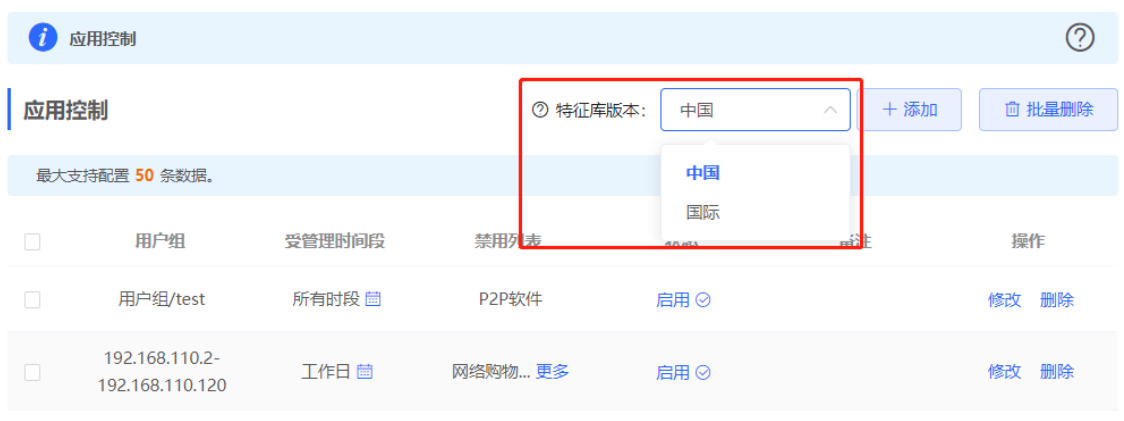 应用控制
应用控制
特征库版本：
中国
+ 添加
批量删除
最大支持配置 50 条数据。
中国
国际
用户组
受管理时间段
禁用列表
备注
操作
用户组/test
所有时段
P2P软件
启用
修改 删除
192.168.110.2-
192.168.110.120
工作日
网络购物... 更多
启用
修改 删除